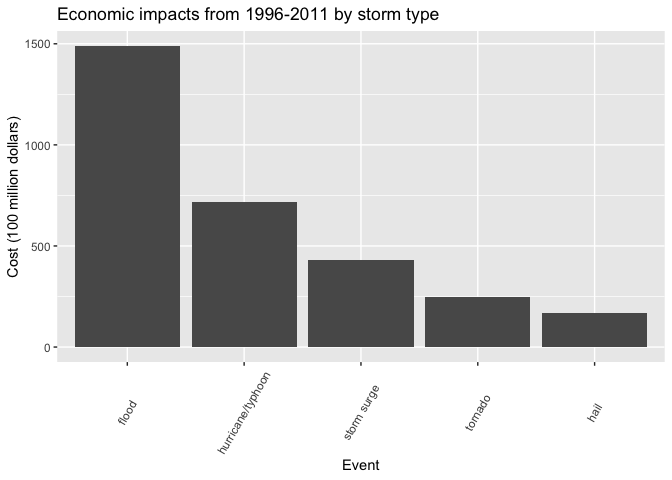 Economic impacts from 1996-2011 by storm type
Cost (100 million dollars)
1500
1000
500
0
flood
hurricane/typhoon
storm surge
tornado
hail
Event